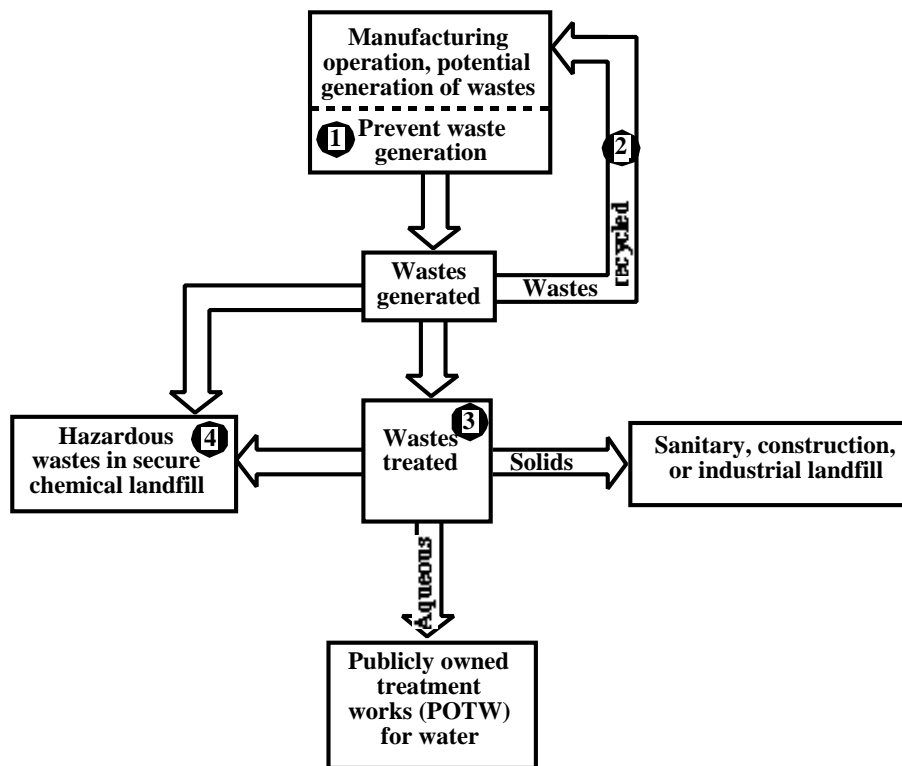 Manufacturing
operation, potential
generation of wastes
1
Prevent waste
generation
2
recycled
Wastes
generated
Wastes
3
Wastes
treated
4
Hazardous
wastes in secure
chemical landfill
Solids
Sanitary, construction,
or industrial landfill
Aqueous
Publicly owned
treatment
works (POTW)
for water